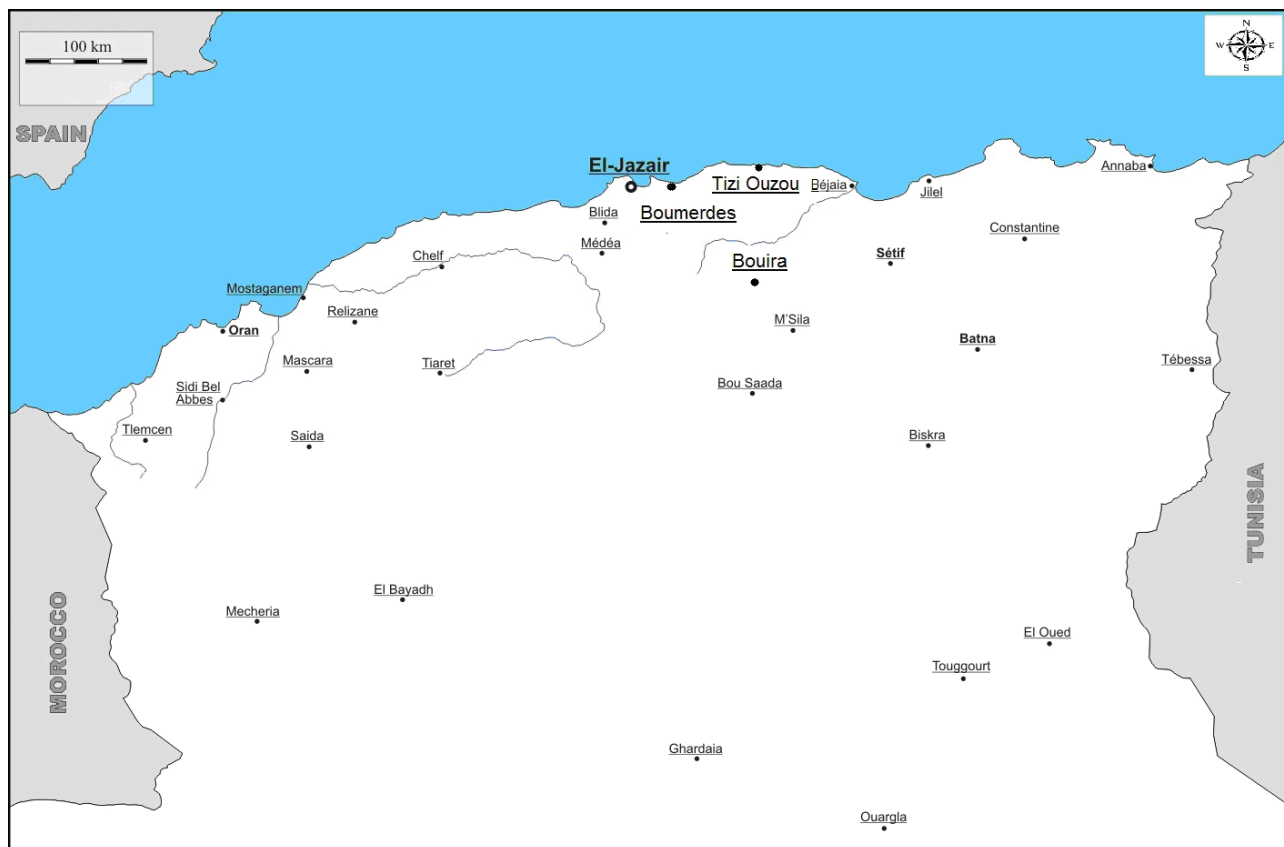 100 km
N
W E
S
SPAIN
El-Jazair
Tizi Ouzou
Béjaia
Jilel
Annaba
Blida
Boumerdes
Constantine
Médéa
Chelf
Bouira
Sétif
Mostaganem
Relizane
Oran
M'Sila
Batna
Mascara
Tiaret
Tébessa
Sidi Bel
Abbes
Bou Saada
Tlemcen
Saida
Biskra
TUNISIA
El Bayadh
Mecheria
MOROCCO
El Oued
Touggourt
Ghardaia
Ouargla